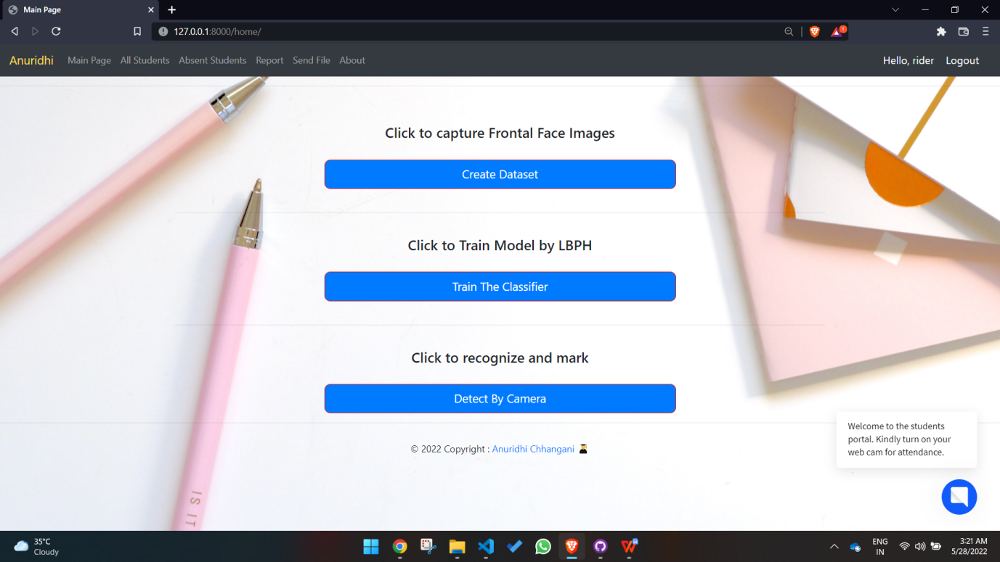 Main Page
127.0.0.1:8000/home/
1
Anuridhi Main Page All Students Absent Students Report Send File About Hello, rider Logout
Click to capture Frontal Face Images
Create Dataset
Click to Train Model by LBPH
Train The Classifier
Click to recognize and mark
Detect By Camera
© 2022 Copyright : Anuridhi Chhangani
Welcome to the students
portal. Kindly turn on your
web cam for attendance.
IS IT
35°C
Cloudy
ENG
IN
3:21 AM
5/28/2022